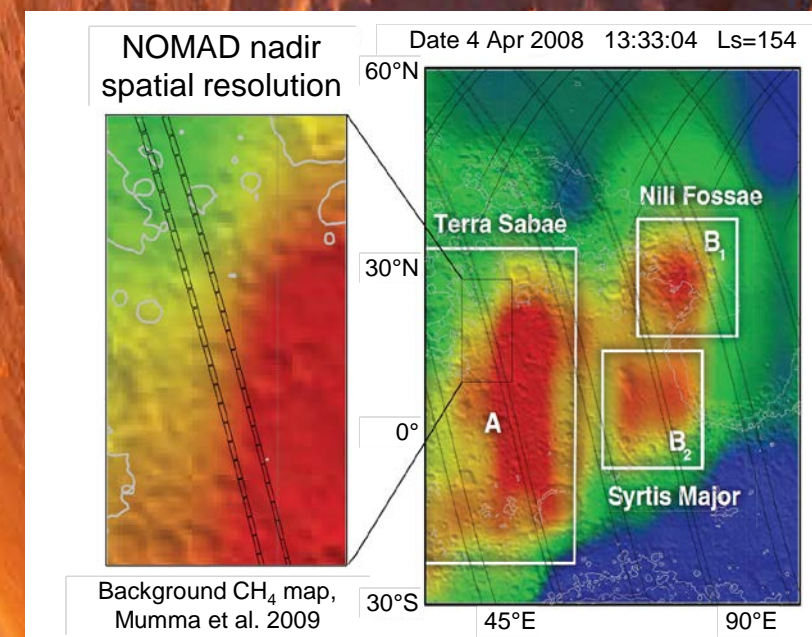 NOMAD nadir
spatial resolution
Date 4 Apr 2008 13:33:04 Ls=154
60°N
30°N
0°
30°S
Terra Sabae
Nili Fossae
B₁
A
B₂
Syrtis Major
45°E
90°E
Background CH₄ map,
Mumma et al. 2009